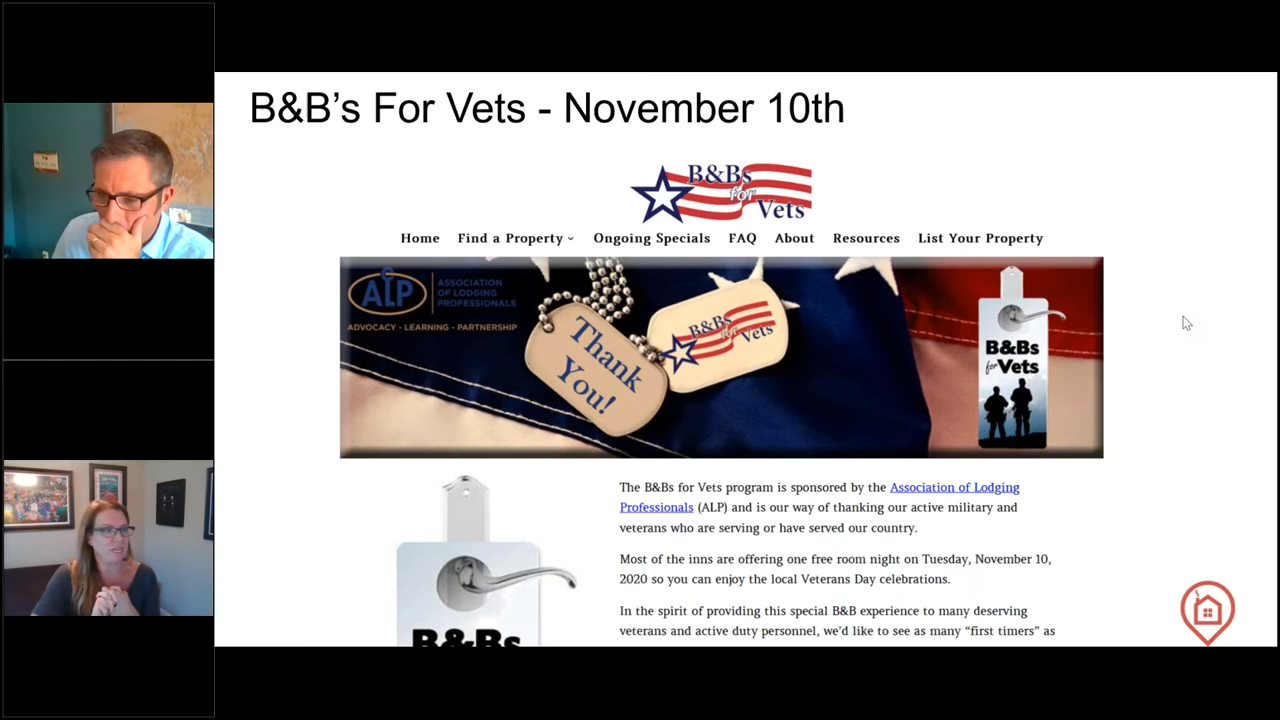 B&B’s For Vets - November 10th
B&Bs
for
Vets
Home Find a Property Ongoing Specials FAQ About Resources List Your Property
ALP
ASSOCIATION
OF LODGING
PROFESSIONALS
ADVOCACY - LEARNING - PARTNERSHIP
Thank
You!
B&Bs
for
Vets
B&Bs
for Vets
B&Bs
The B&Bs for Vets program is sponsored by the Association of Lodging
Professionals (ALP) and is our way of thanking our active military and
veterans who are serving or have served our country.
Most of the inns are offering one free room night on Tuesday, November 10,
2020 so you can enjoy the local Veterans Day celebrations.
In the spirit of providing this special B&B experience to many deserving
veterans and active duty personnel, we’d like to see as many “first timers” as